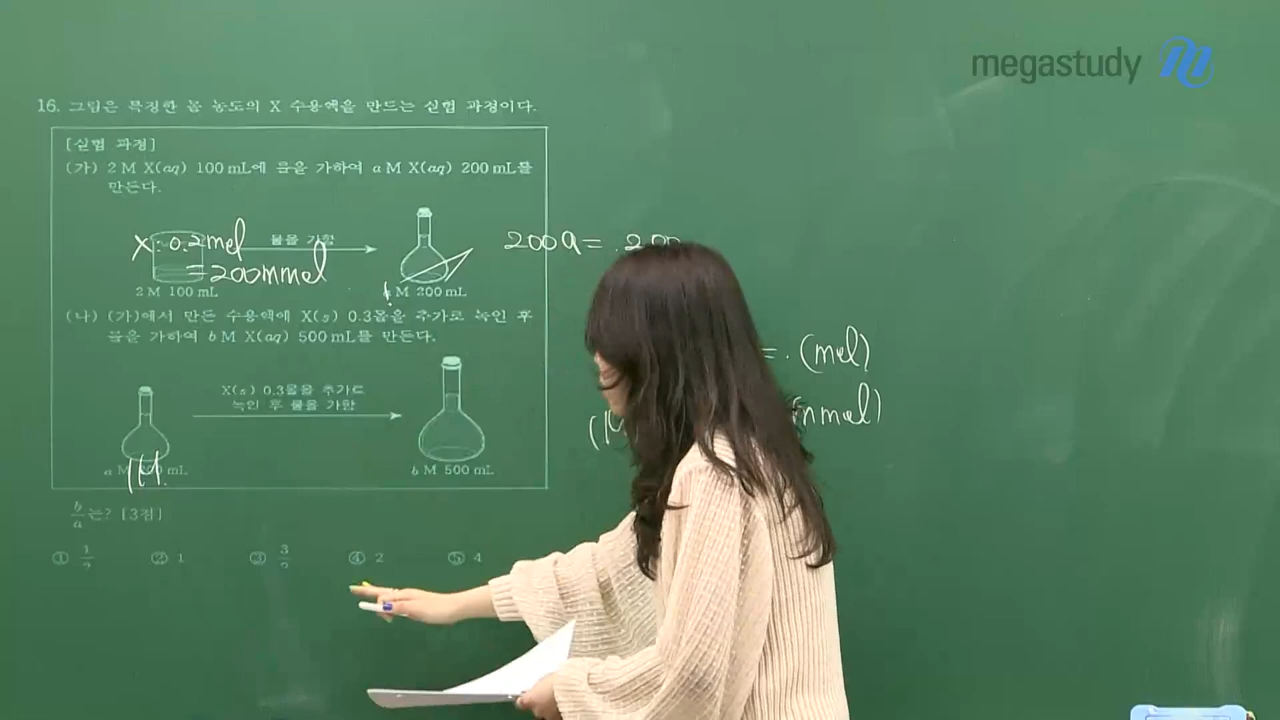 megastudy
16. 그림은 특정한 몰 농도의 X 수용액을 만드는 실험 과정이다.
[실험 과정]
(가) 2 M X(aq) 100 mL에 물을 가하여 a M X(aq) 200 mL를
만든다.
X: 0.2mol
= 200mmol
물을 가함
200a = 200
2 M 100 mL
M 200 mL
(나) (가)에서 만든 수용액에 X(s) 0.3몰을 추가로 녹인 후
물을 가하여 b M X(aq) 500 mL를 만든다.
= (mol)
mmol)
X(s) 0.3몰을 추가로
녹인 후 물을 가함
a M 200 mL
1M
b M 500 mL
b/a 는? [3점]
① 1/2 ② 1 ③ 3/2 ④ 2 ⑤ 4